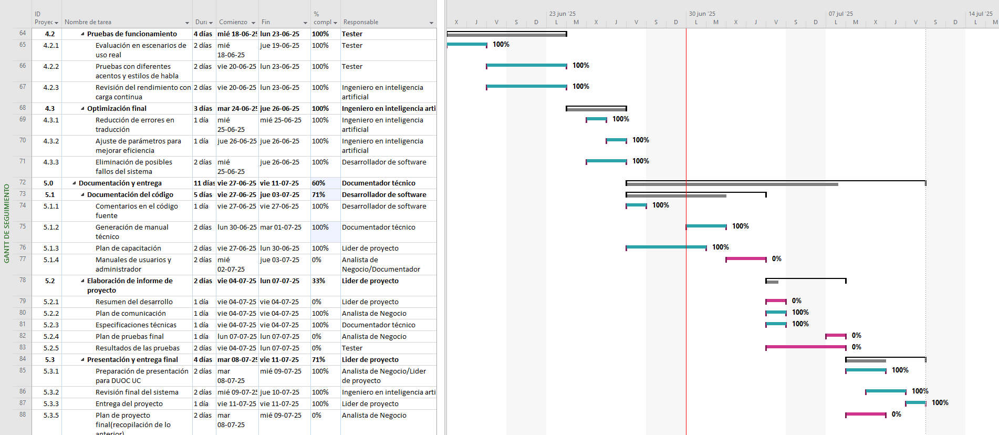 GANTT DE SEGUIMIENTO
ID Proyec Nombre de tarea Dura Comienzo Fin % compl Responsable
23 jun '25 30 jun '25 07 jul '25 14 jul '25
X J V S D L M X J V S D L M X J V S D L M X J V S D L M
64 4.2 Pruebas de funcionamiento 4 días mié 18-06-25 lun 23-06-25 100% Tester
65 4.2.1 Evaluación en escenarios de uso real 2 días mié 18-06-25 jue 19-06-25 100% Tester 100%
66 4.2.2 Pruebas con diferentes acentos y estilos de habla 2 días vie 20-06-25 lun 23-06-25 100% Tester 100%
67 4.2.3 Revisión del rendimiento con carga continua 2 días vie 20-06-25 lun 23-06-25 100% Ingeniero en inteligencia artificial 100%
68 4.3 Optimización final 3 días mar 24-06-25 jue 26-06-25 100% Ingeniero en inteligencia arti
69 4.3.1 Reducción de errores en traducción 1 día mié 25-06-25 mié 25-06-25 100% Ingeniero en inteligencia artificial 100%
70 4.3.2 Ajuste de parámetros para mejorar eficiencia 1 día jue 26-06-25 jue 26-06-25 100% Ingeniero en inteligencia artificial 100%
71 4.3.3 Eliminación de posibles fallos del sistema 2 días mié 25-06-25 jue 26-06-25 100% Desarrollador de software 100%
72 5.0 Documentación y entrega 11 días vie 27-06-25 vie 11-07-25 60% Documentador técnico
73 5.1 Documentación del código 5 días vie 27-06-25 jue 03-07-25 71% Desarrollador de software
74 5.1.1 Comentarios en el código fuente 1 día vie 27-06-25 vie 27-06-25 100% Desarrollador de software 100%
75 5.1.2 Generación de manual técnico 2 días lun 30-06-25 mar 01-07-25 100% Documentador técnico 100%
76 5.1.3 Plan de capacitación 2 días vie 27-06-25 lun 30-06-25 100% Lider de proyecto 100%
77 5.1.4 Manuales de usuarios y administrador 2 días mié 02-07-25 jue 03-07-25 0% Analista de Negocio/Documentador 0%
78 5.2 Elaboración de informe de proyecto 2 días vie 04-07-25 lun 07-07-25 33% Lider de proyecto
79 5.2.1 Resumen del desarrollo 1 día vie 04-07-25 vie 04-07-25 0% Lider de proyecto 0%
80 5.2.2 Plan de comunicación 1 día vie 04-07-25 vie 04-07-25 100% Analista de Negocio 100%
81 5.2.3 Especificaciones técnicas 1 día vie 04-07-25 vie 04-07-25 100% Documentador técnico 100%
82 5.2.4 Plan de pruebas final 1 día lun 07-07-25 lun 07-07-25 0% Analista de Negocio 0%
83 5.2.5 Resultados de las pruebas 2 días vie 04-07-25 lun 07-07-25 0% Tester 0%
84 5.3 Presentación y entrega final 4 días mar 08-07-25 vie 11-07-25 71% Lider de proyecto
85 5.3.1 Preparación de presentación para DUOC UC 2 días mar 08-07-25 mié 09-07-25 100% Analista de Negocio/Lider de proyecto 100%
86 5.3.2 Revisión final del sistema 2 días mié 09-07-25 jue 10-07-25 100% Ingeniero en inteligencia arti 100%
87 5.3.3 Entrega del proyecto 1 día vie 11-07-25 vie 11-07-25 100% Lider de proyecto 100%
88 5.3.5 Plan de proyecto final(recopilación de lo anterior) 2 días mar 08-07-25 mié 09-07-25 0% Analista de Negocio 0%